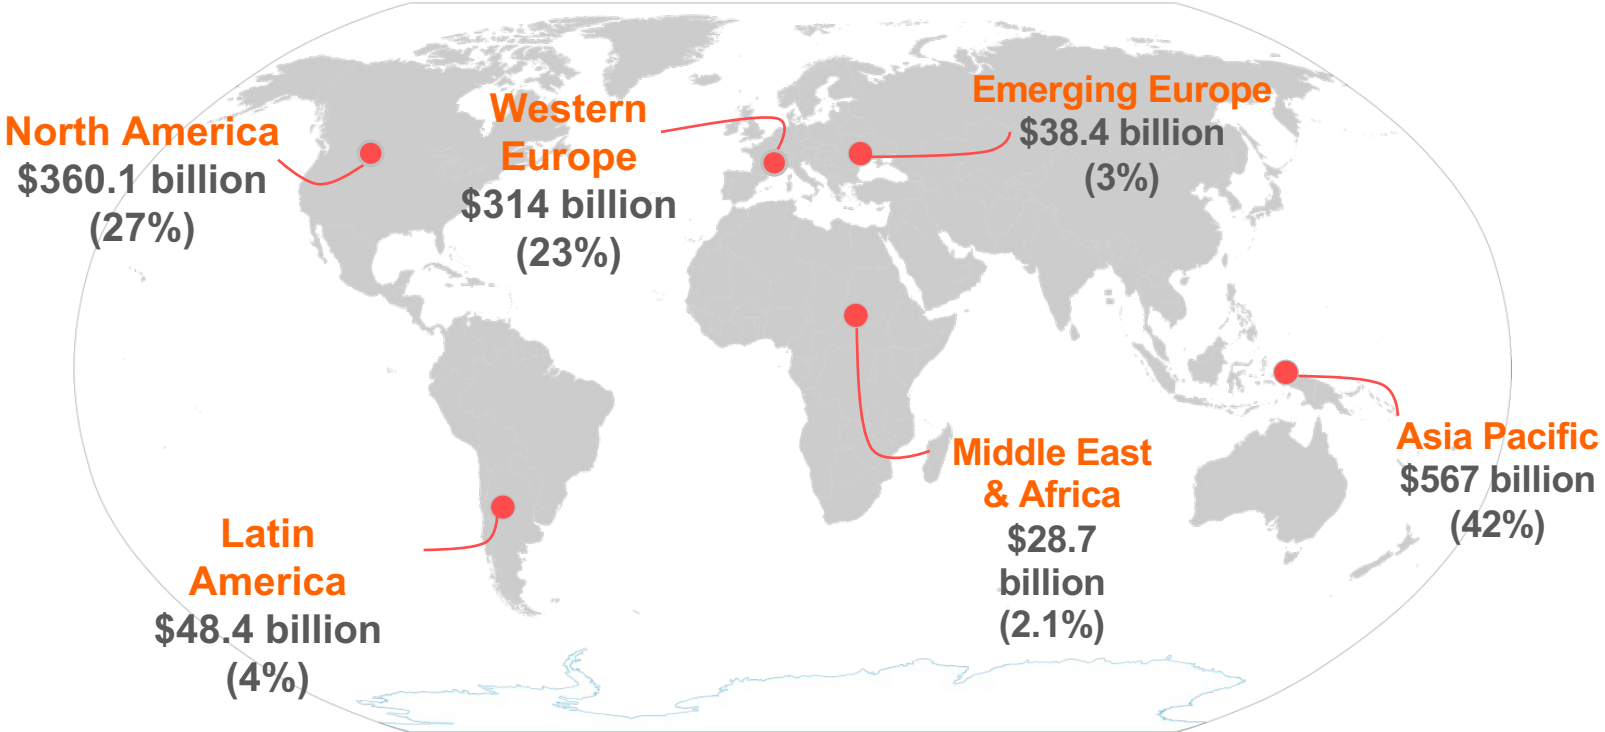 North America
$360.1 billion
(27%)
Western
Europe
$314 billion
(23%)
Emerging Europe
$38.4 billion
(3%)
Latin
America
$48.4 billion
(4%)
Middle East
& Africa
$28.7
billion
(2.1%)
Asia Pacific
$567 billion
(42%)